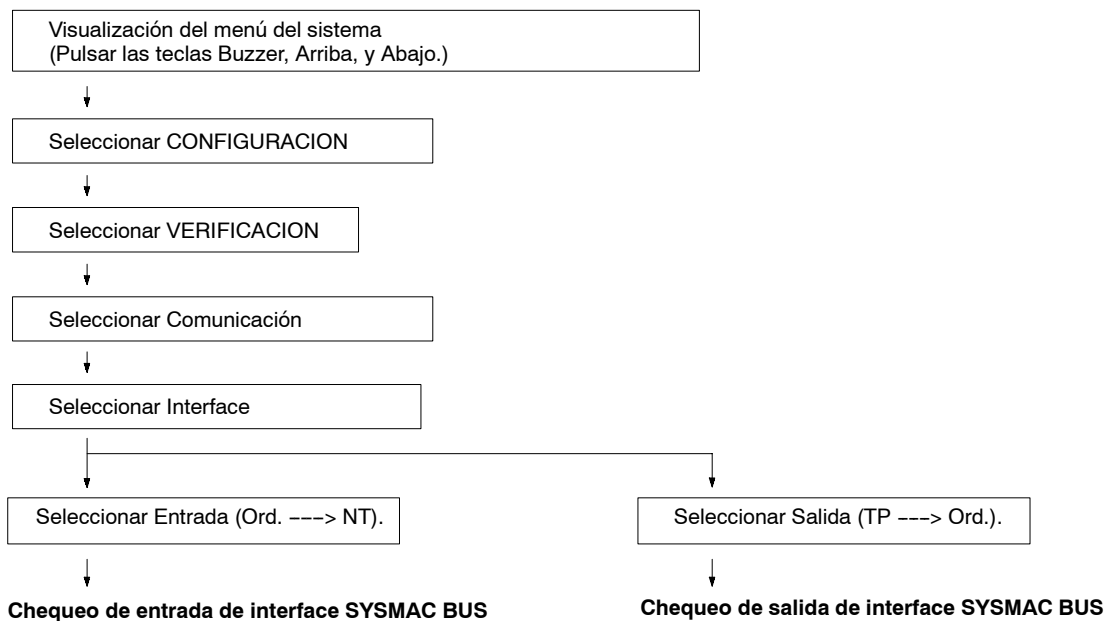 Visualización del menú del sistema
(Pulsar las teclas Buzzer, Arriba, y Abajo.)
Seleccionar CONFIGURACION
Seleccionar VERIFICACION
Seleccionar Comunicación
Seleccionar Interface
Seleccionar Entrada (Ord. ---> NT).
Seleccionar Salida (TP ---> Ord.).
Chequeo de entrada de interface SYSMAC BUS
Chequeo de salida de interface SYSMAC BUS